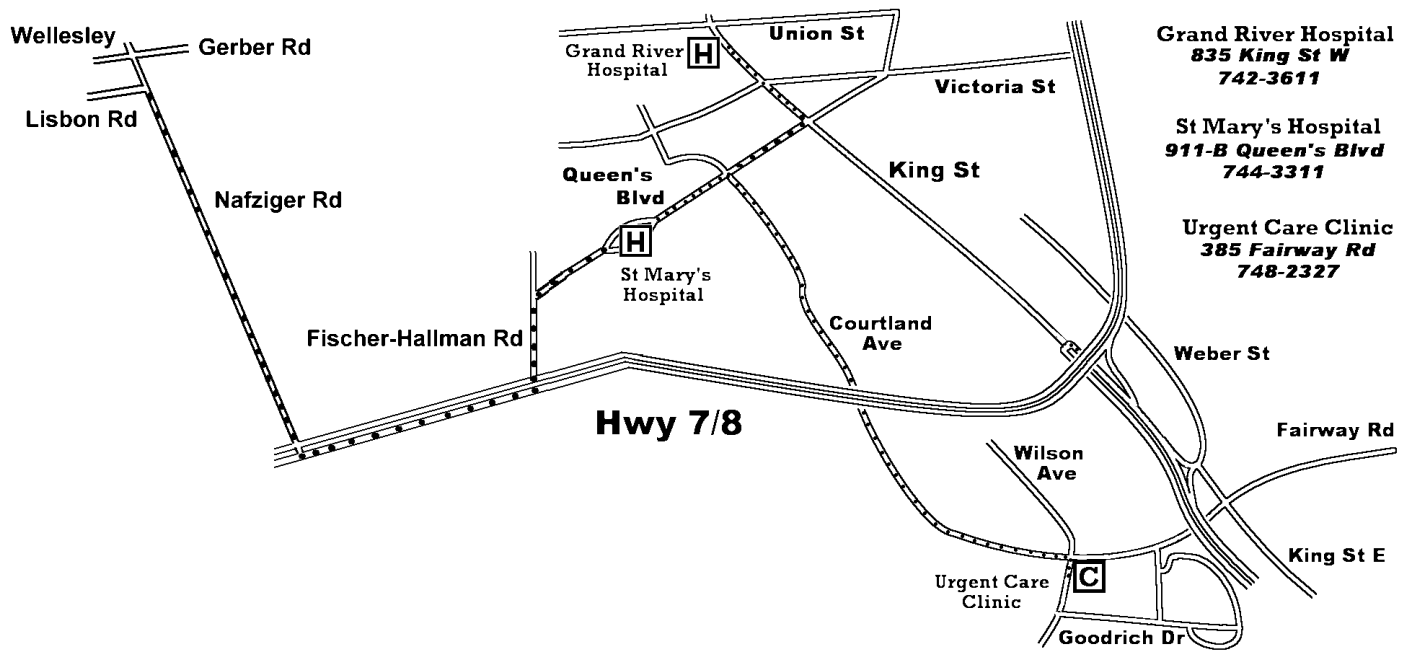 Wellesley
Gerber Rd
Lisbon Rd
Nafziger Rd
Fischer-Hallman Rd
Hwy 7/8
Grand River
Hospital
H
Union St
Victoria St
Queen's
Blvd
King St
H
St Mary's
Hospital
Courtland
Ave
Weber St
Wilson
Ave
Fairway Rd
King St E
Urgent Care
Clinic
C
Goodrich Dr
Grand River Hospital
835 King St W
742-3611
St Mary's Hospital
911-B Queen's Blvd
744-3311
Urgent Care Clinic
385 Fairway Rd
748-2327